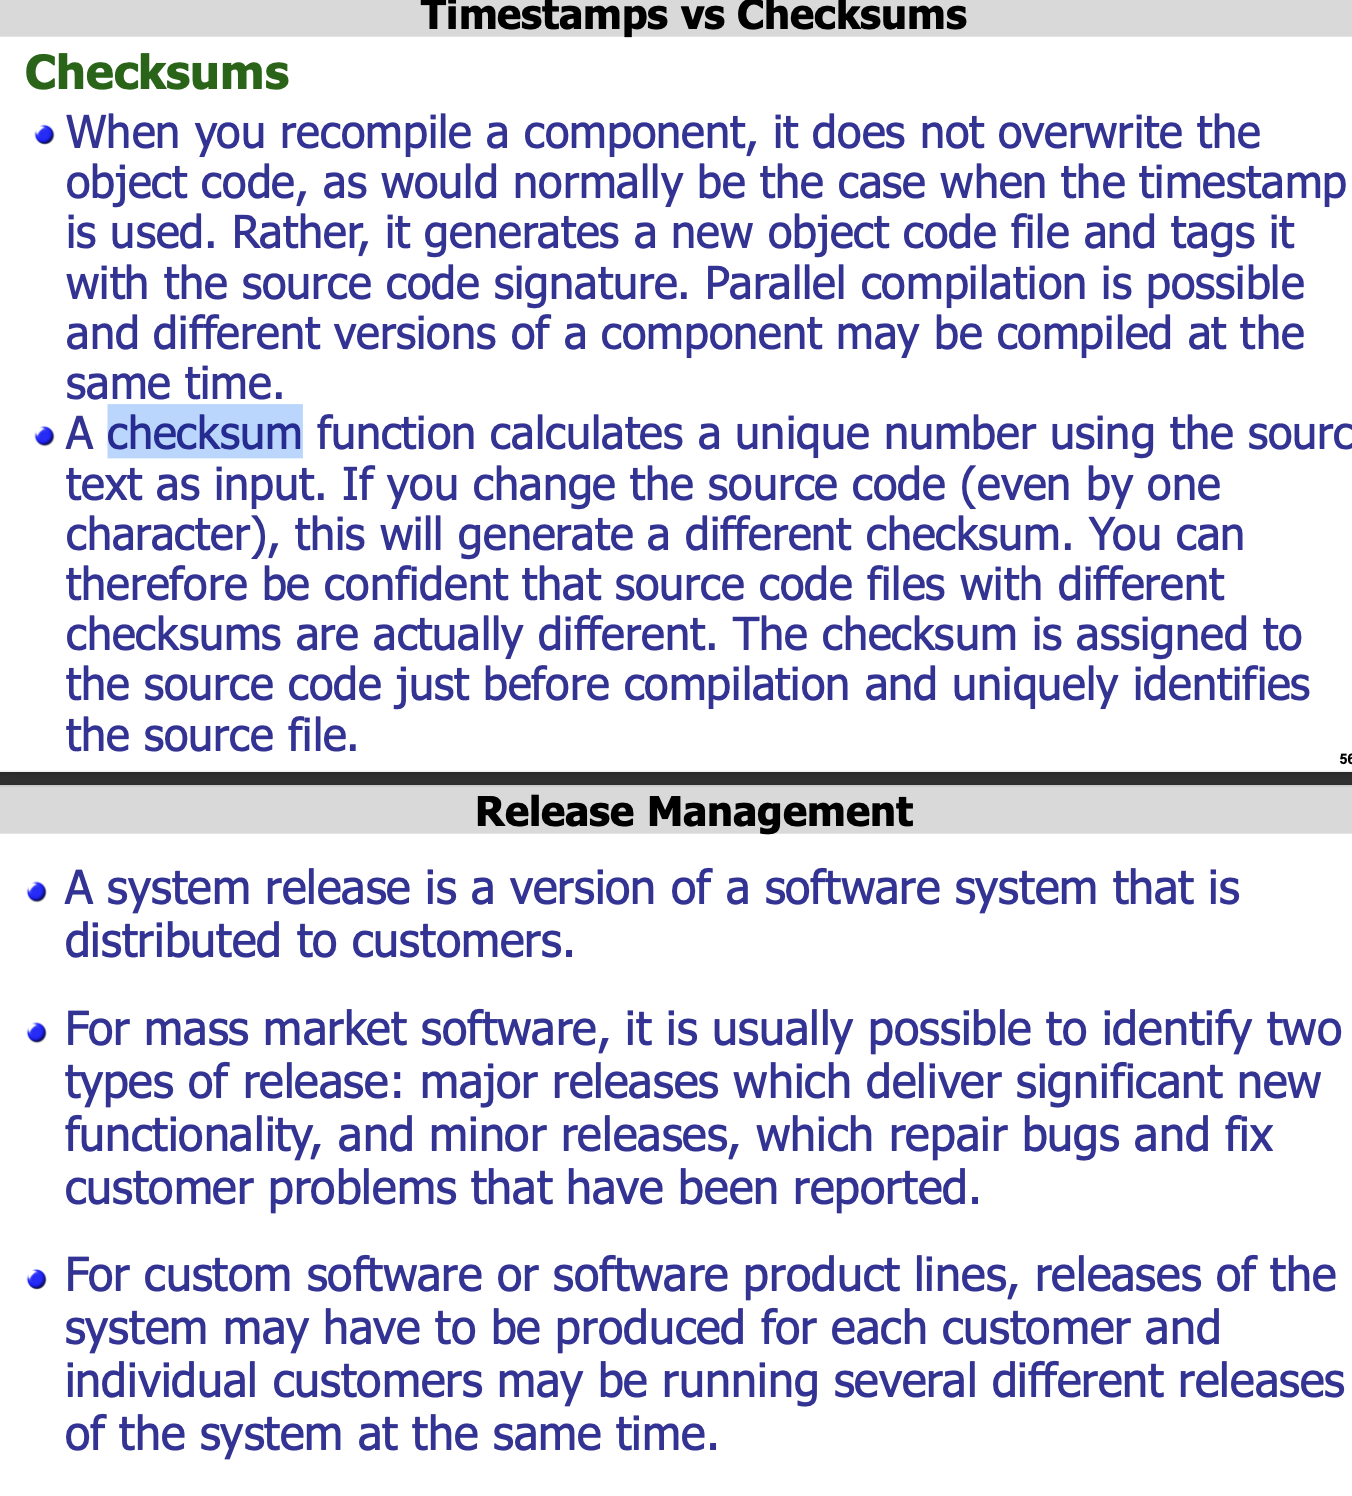 Timestamps vs Checksums
Checksums
When you recompile a component, it does not overwrite the
object code, as would normally be the case when the timestamp
is used. Rather, it generates a new object code file and tags it
with the source code signature. Parallel compilation is possible
and different versions of a component may be compiled at the
same time.
A checksum function calculates a unique number using the sourc
text as input. If you change the source code (even by one
character), this will generate a different checksum. You can
therefore be confident that source code files with different
checksums are actually different. The checksum is assigned to
the source code just before compilation and uniquely identifies
the source file.
56
Release Management
A system release is a version of a software system that is
distributed to customers.
For mass market software, it is usually possible to identify two
types of release: major releases which deliver significant new
functionality, and minor releases, which repair bugs and fix
customer problems that have been reported.
For custom software or software product lines, releases of the
system may have to be produced for each customer and
individual customers may be running several different releases
of the system at the same time.